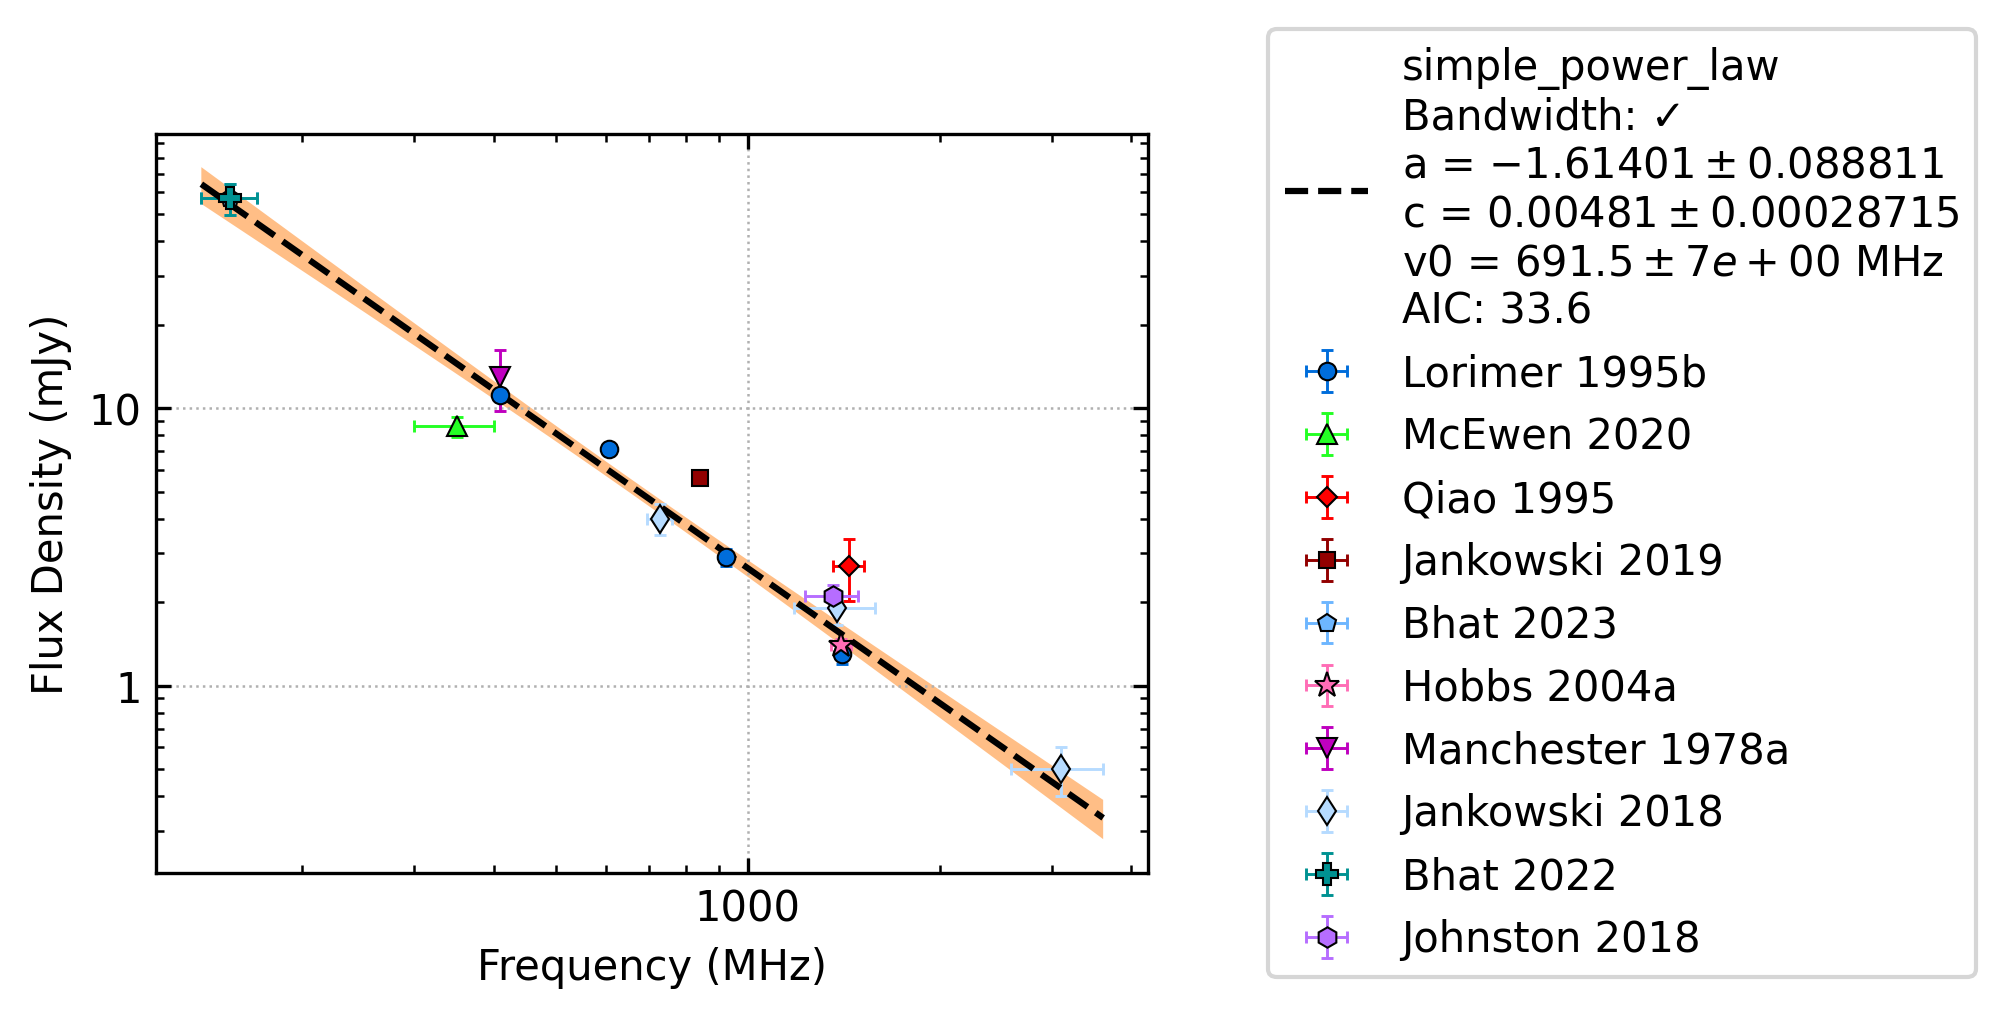 simple_power_law
Bandwidth: ✓
a = −1.61401 ± 0.088811
c = 0.00481 ± 0.00028715
v0 = 691.5 ± 7e + 00 MHz
AIC: 33.6
Lorimer 1995b
McEwen 2020
Qiao 1995
Jankowski 2019
Bhat 2023
Hobbs 2004a
Manchester 1978a
Jankowski 2018
Bhat 2022
Johnston 2018
Flux Density (mJy)
10
1
1000
Frequency (MHz)